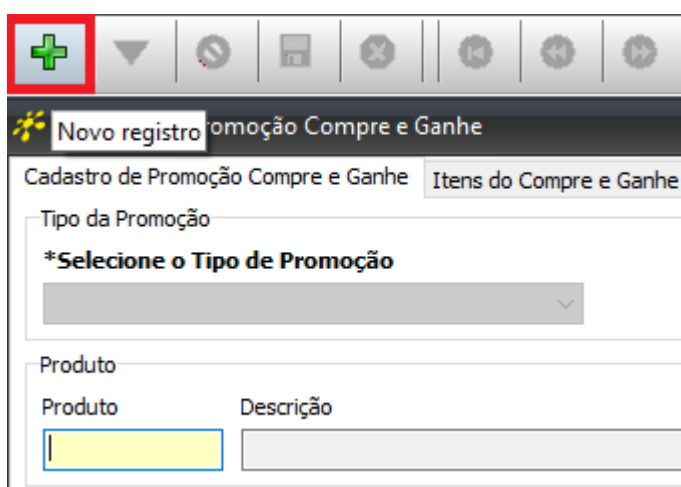 Novo registro omoção Compre e Ganhe
Cadastro de Promoção Compre e Ganhe Itens do Compre e Ganhe
Tipo da Promoção
*Selecione o Tipo de Promoção
Produto
Produto Descrição